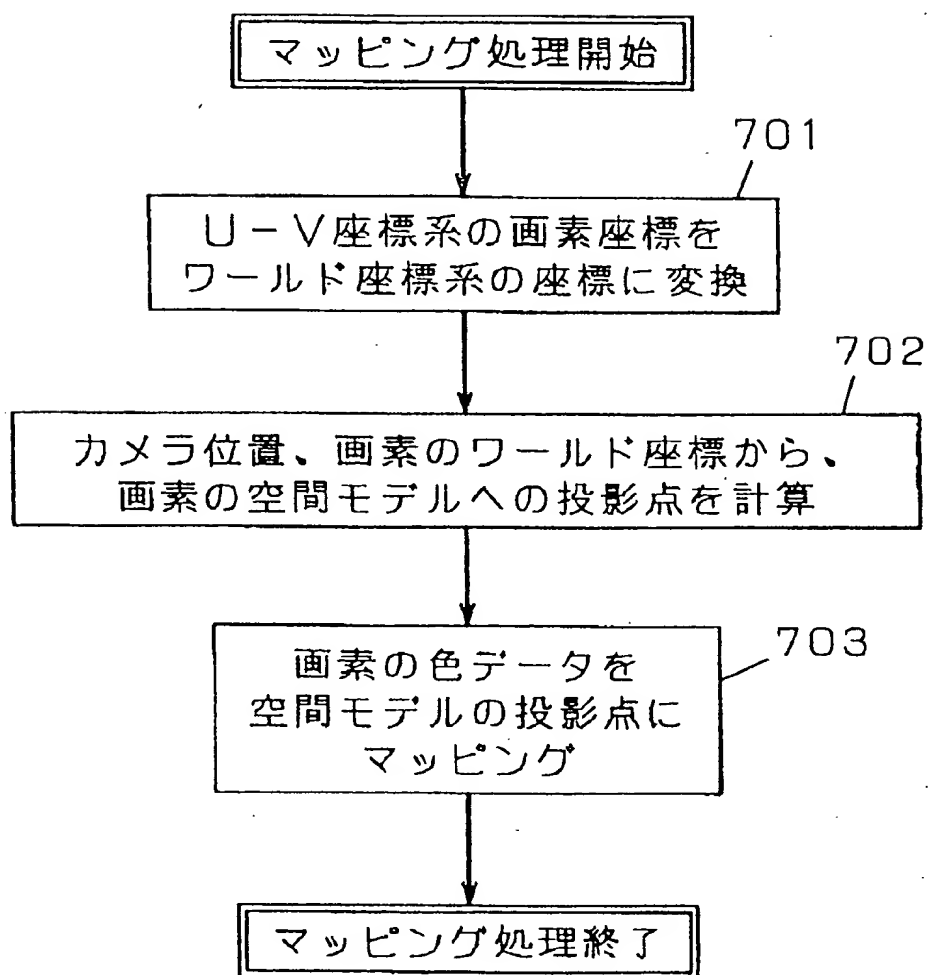 マッピング処理開始
701
U－V座標系の画素座標を
ワールド座標系の座標に変換
702
カメラ位置、画素のワールド座標から、
画素の空間モデルへの投影点を計算
703
画素の色データを
空間モデルの投影点に
マッピング
マッピング処理終了